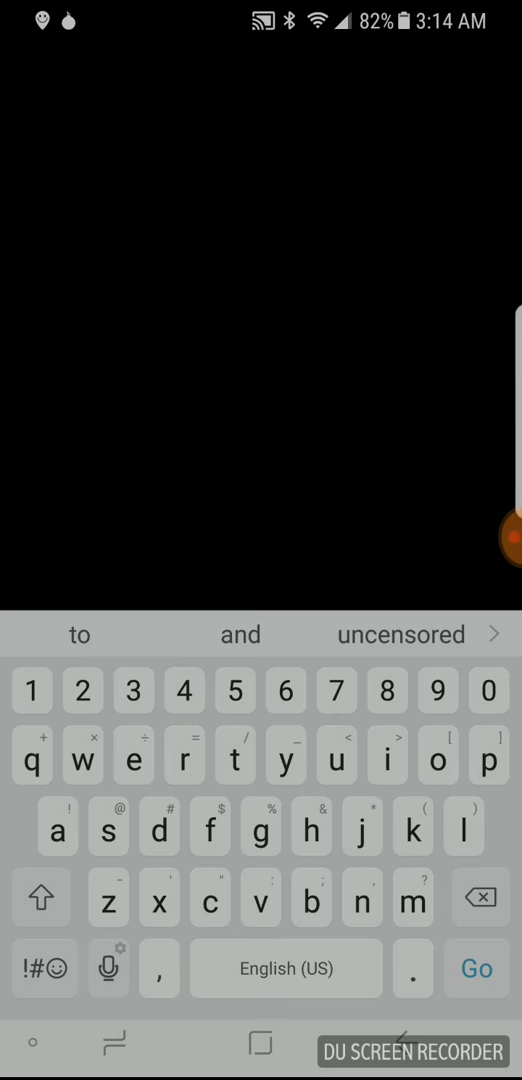 82% 3:14 AM
to and uncensored >
1 2 3 4 5 6 7 8 9 0
+ × ÷ = / _ < > [ ]
q w e r t y u i o p
! @ # $ % & * ( )
a s d f g h j k l
- ' " : ; , ?
z x c v b n m
!#☺ , English (US) . Go
DU SCREEN RECORDER